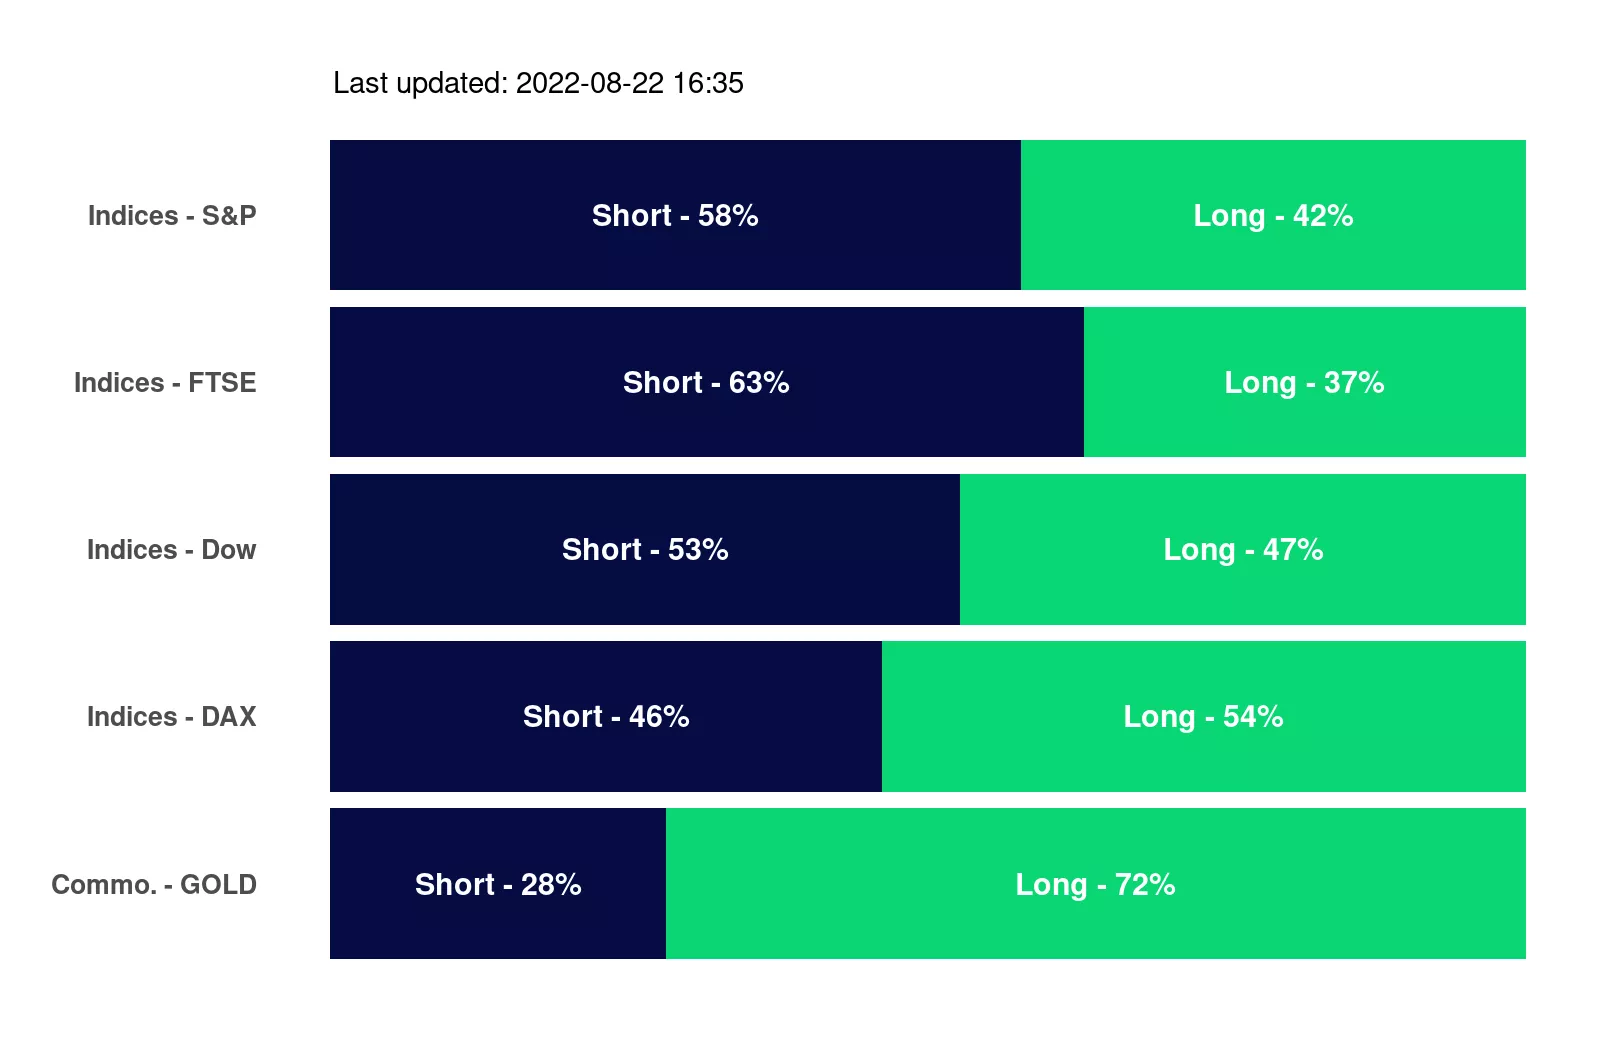 Last updated: 2022-08-22 16:35
Indices - S&P
Short - 58%
Long - 42%
Indices - FTSE
Short - 63%
Long - 37%
Indices - Dow
Short - 53%
Long - 47%
Indices - DAX
Short - 46%
Long - 54%
Commo. - GOLD
Short - 28%
Long - 72%